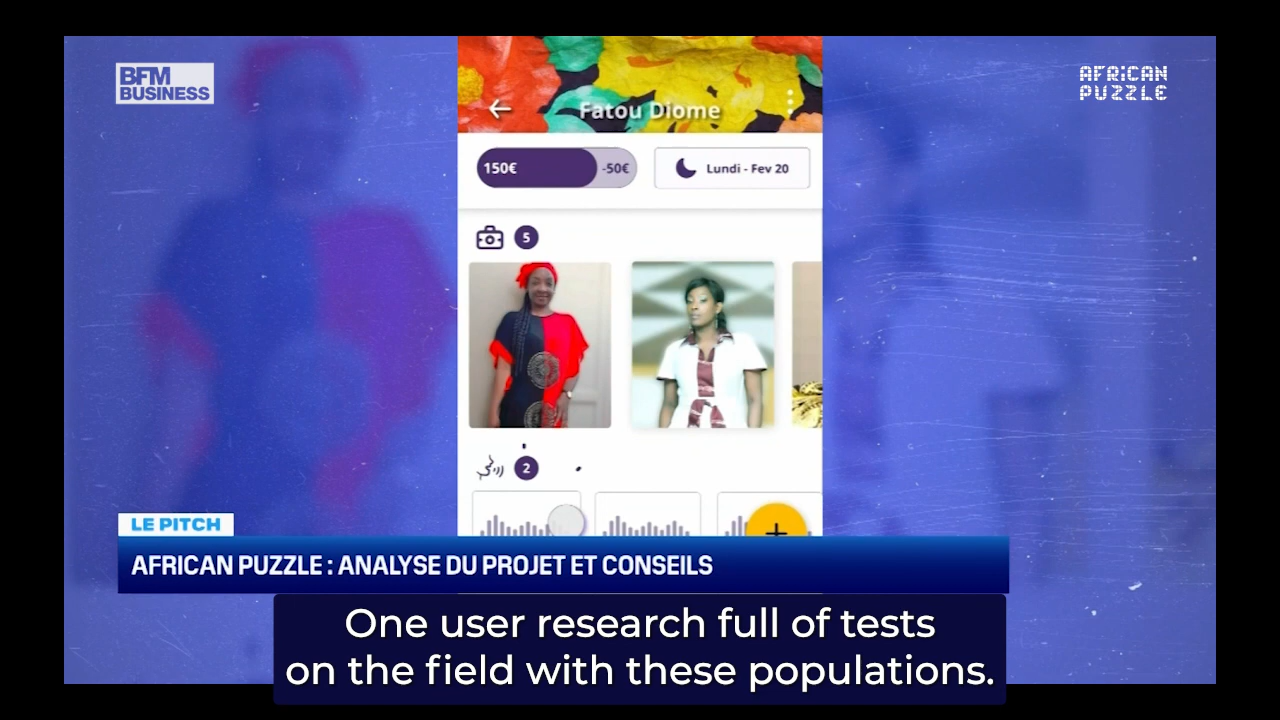 BFM
BUSINESS
AFRICAN
PUZZLE
Fatou Diome
150€
-50€
Lundi - Fev 20
5
2
LE PITCH
AFRICAN PUZZLE : ANALYSE DU PROJET ET CONSEILS
One user research full of tests
on the field with these populations.